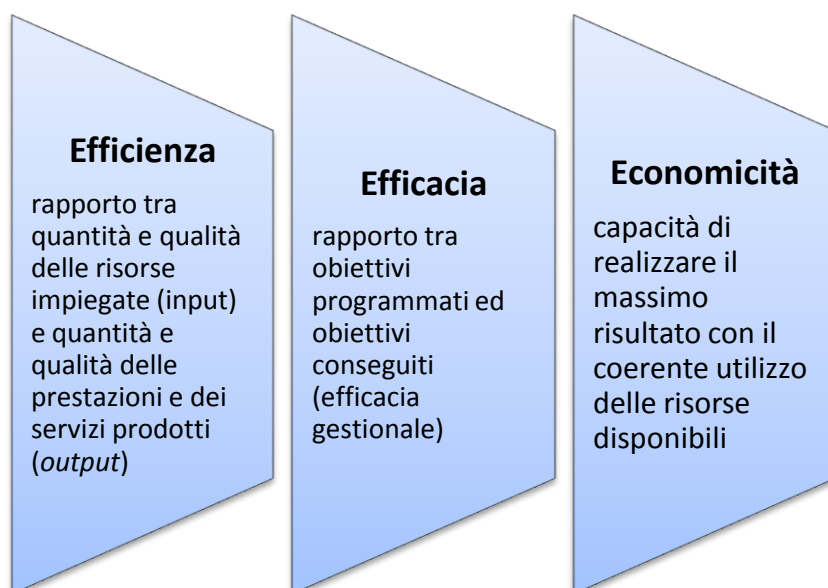 Efficienza
rapporto tra
quantità e qualità
delle risorse
impiegate (input)
e quantità e
qualità delle
prestazioni e dei
servizi prodotti
(output)
Efficacia
rapporto tra
obiettivi
programmati ed
obiettivi
conseguiti
(efficacia
gestionale)
Economicità
capacità di
realizzare il
massimo
risultato con il
coerente utilizzo
delle risorse
disponibili